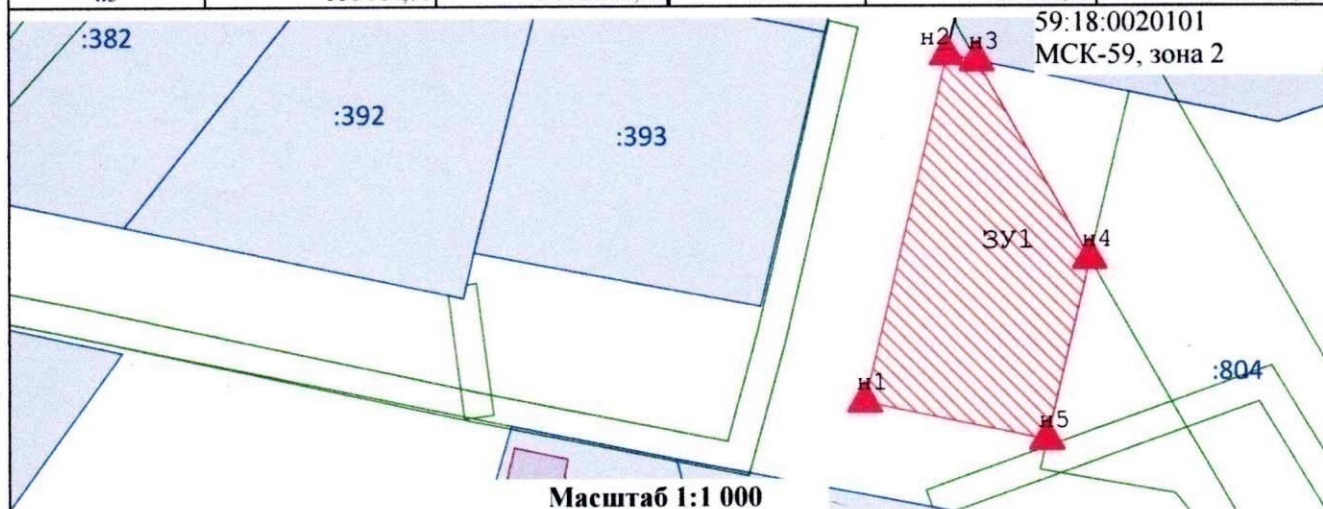 59:18:0020101
МСК-59, зона 2
:382
:392
:393
н2
н3
ЗУ1
н4
:804
н1
н5
Масштаб 1:1 000